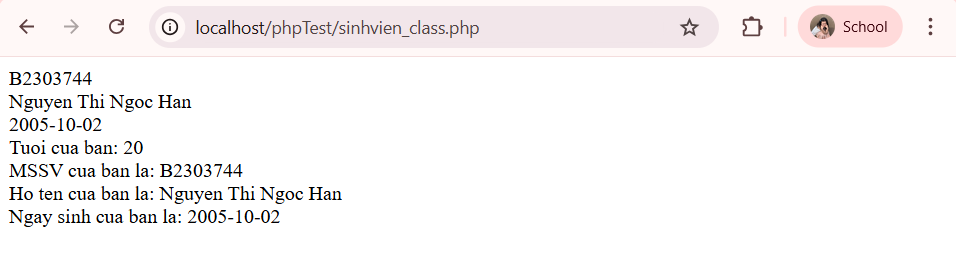 localhost/phpTest/sinhvien_class.php
School
B2303744
Nguyen Thi Ngoc Han
2005-10-02
Tuoi cua ban: 20
MSSV cua ban la: B2303744
Ho ten cua ban la: Nguyen Thi Ngoc Han
Ngay sinh cua ban la: 2005-10-02